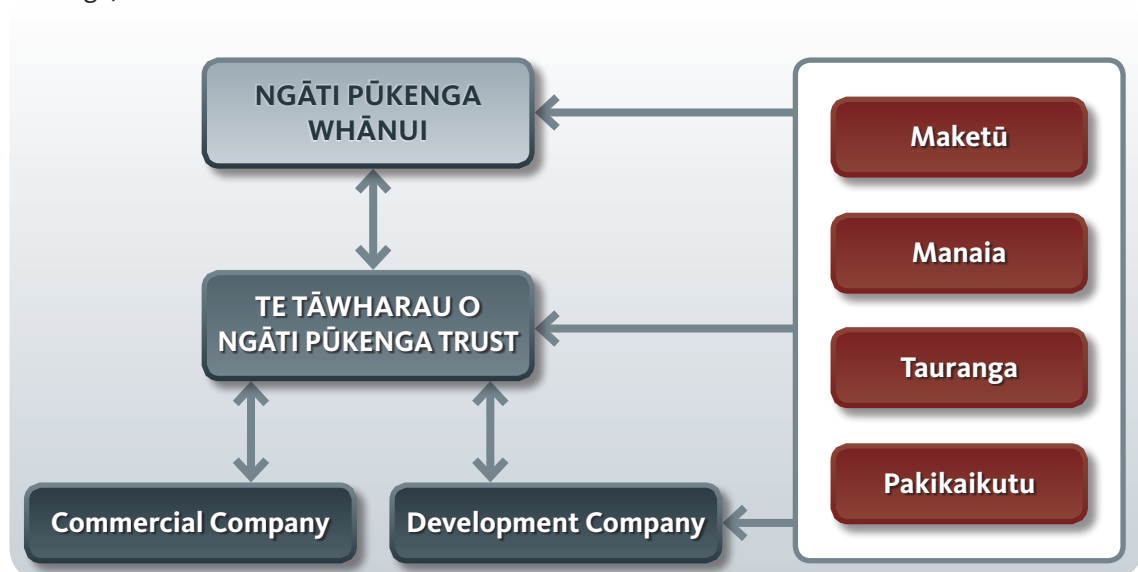 NGĀTI PŪKENGA
WHĀNUI
TE TĀWHARAU O
NGĀTI PŪKENGA TRUST
Commercial Company
Development Company
Maketū
Manaia
Tauranga
Pakikaikutu